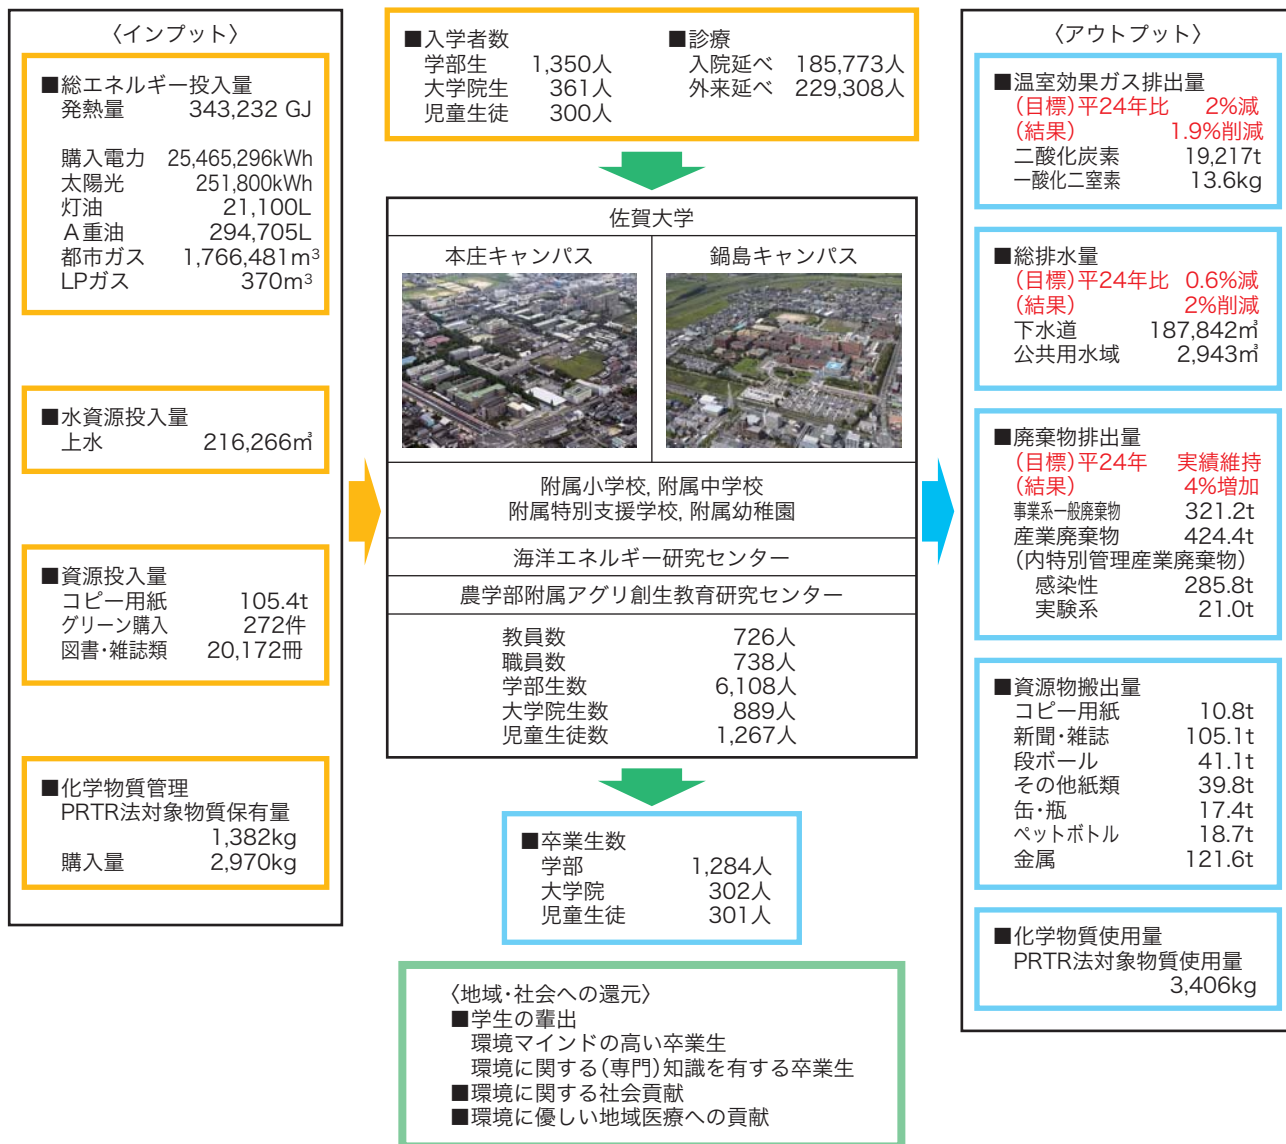 〈インプット〉
■総エネルギー投入量
発熱量 343,232 GJ
購入電力 25,465,296kWh
太陽光 251,800kWh
灯油 21,100L
A重油 294,705L
都市ガス 1,766,481m³
LPガス 370m³
■水資源投入量
上水 216,266㎥
■資源投入量
コピー用紙 105.4t
グリーン購入 272件
図書・雑誌類 20,172冊
■化学物質管理
PRTR法対象物質保有量
1,382kg
購入量 2,970kg
■入学者数
学部生 1,350人
大学院生 361人
児童生徒 300人
■診療
入院延べ 185,773人
外来延べ 229,308人
佐賀大学
本庄キャンパス
鍋島キャンパス
附属小学校, 附属中学校
附属特別支援学校, 附属幼稚園
海洋エネルギー研究センター
農学部附属アグリ創生教育研究センター
教員数 726人
職員数 738人
学部生数 6,108人
大学院生数 889人
児童生徒数 1,267人
■卒業生数
学部 1,284人
大学院 302人
児童生徒 301人
〈地域・社会への還元〉
■学生の輩出
環境マインドの高い卒業生
環境に関する(専門)知識を有する卒業生
■環境に関する社会貢献
■環境に優しい地域医療への貢献
〈アウトプット〉
■温室効果ガス排出量
(目標)平24年比 2%減
(結果) 1.9%削減
二酸化炭素 19,217t
一酸化二窒素 13.6kg
■総排水量
(目標)平24年比 0.6%減
(結果) 2%削減
下水道 187,842㎥
公共用水域 2,943㎥
■廃棄物排出量
(目標)平24年 実績維持
(結果) 4%増加
事業系一般廃棄物 321.2t
産業廃棄物 424.4t
(内特別管理産業廃棄物)
感染性 285.8t
実験系 21.0t
■資源物搬出量
コピー用紙 10.8t
新聞・雑誌 105.1t
段ボール 41.1t
その他紙類 39.8t
缶・瓶 17.4t
ペットボトル 18.7t
金属 121.6t
■化学物質使用量
PRTR法対象物質使用量
3,406kg